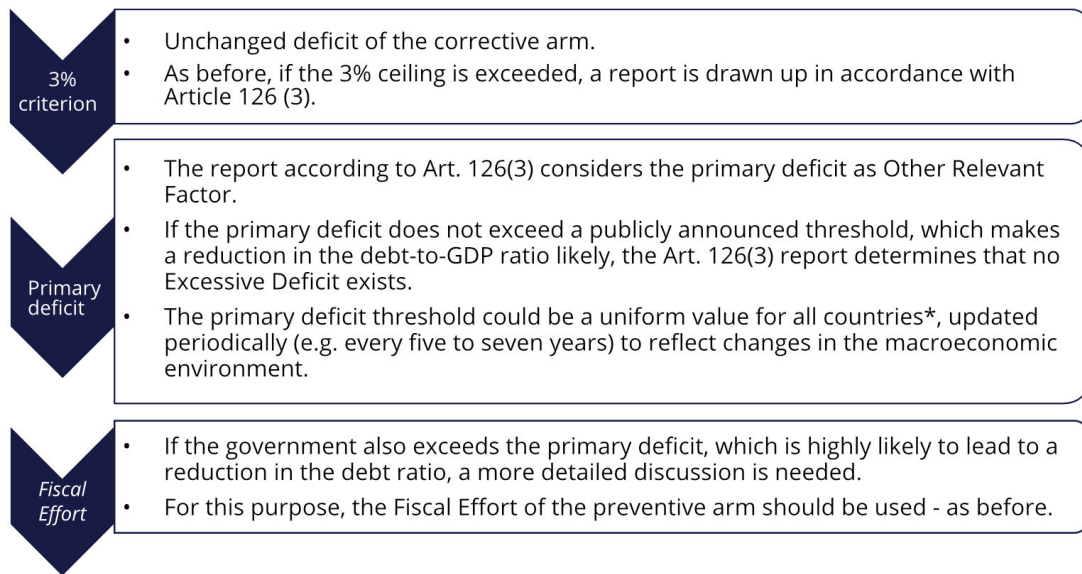 3%
criterion
• Unchanged deficit of the corrective arm.
• As before, if the 3% ceiling is exceeded, a report is drawn up in accordance with
Article 126 (3).
Primary
deficit
• The report according to Art. 126(3) considers the primary deficit as Other Relevant
Factor.
• If the primary deficit does not exceed a publicly announced threshold, which makes
a reduction in the debt-to-GDP ratio likely, the Art. 126(3) report determines that no
Excessive Deficit exists.
• The primary deficit threshold could be a uniform value for all countries*, updated
periodically (e.g. every five to seven years) to reflect changes in the macroeconomic
environment.
Fiscal
Effort
• If the government also exceeds the primary deficit, which is highly likely to lead to a
reduction in the debt ratio, a more detailed discussion is needed.
• For this purpose, the Fiscal Effort of the preventive arm should be used - as before.